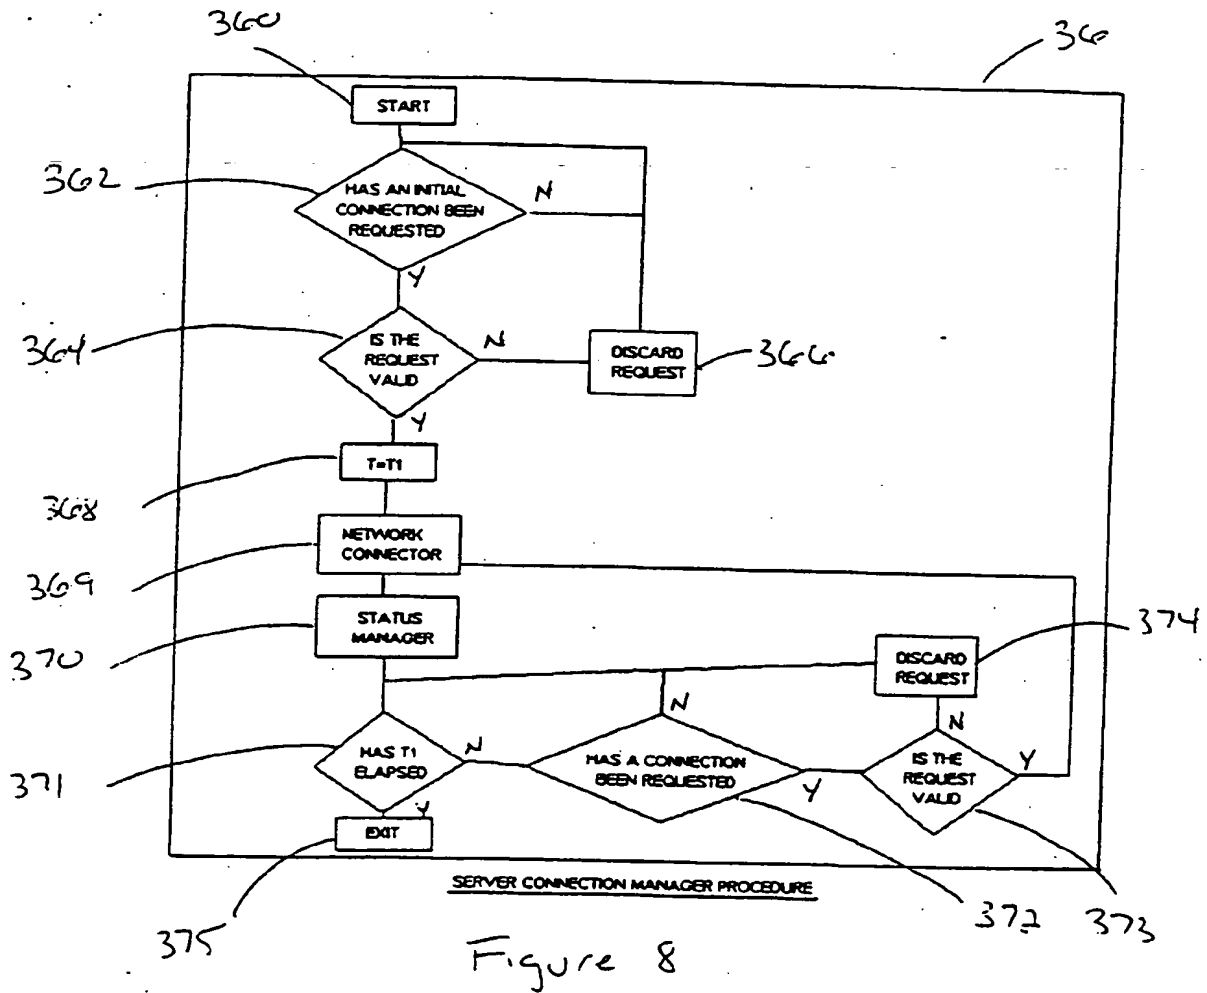 360
36
START
362
HAS AN INITIAL
CONNECTION BEEN
REQUESTED
N
Y
364
IS THE
REQUEST
VALID
N
DISCARD
REQUEST
366
Y
T=T1
368
NETWORK
CONNECTOR
369
STATUS
MANAGER
370
DISCARD
REQUEST
374
N
N
HAS T1
ELAPSED
N
HAS A CONNECTION
BEEN REQUESTED
Y
IS THE
REQUEST
VALID
Y
371
Y
EXIT
SERVER CONNECTION MANAGER PROCEDURE
372
373
375
Figure 8